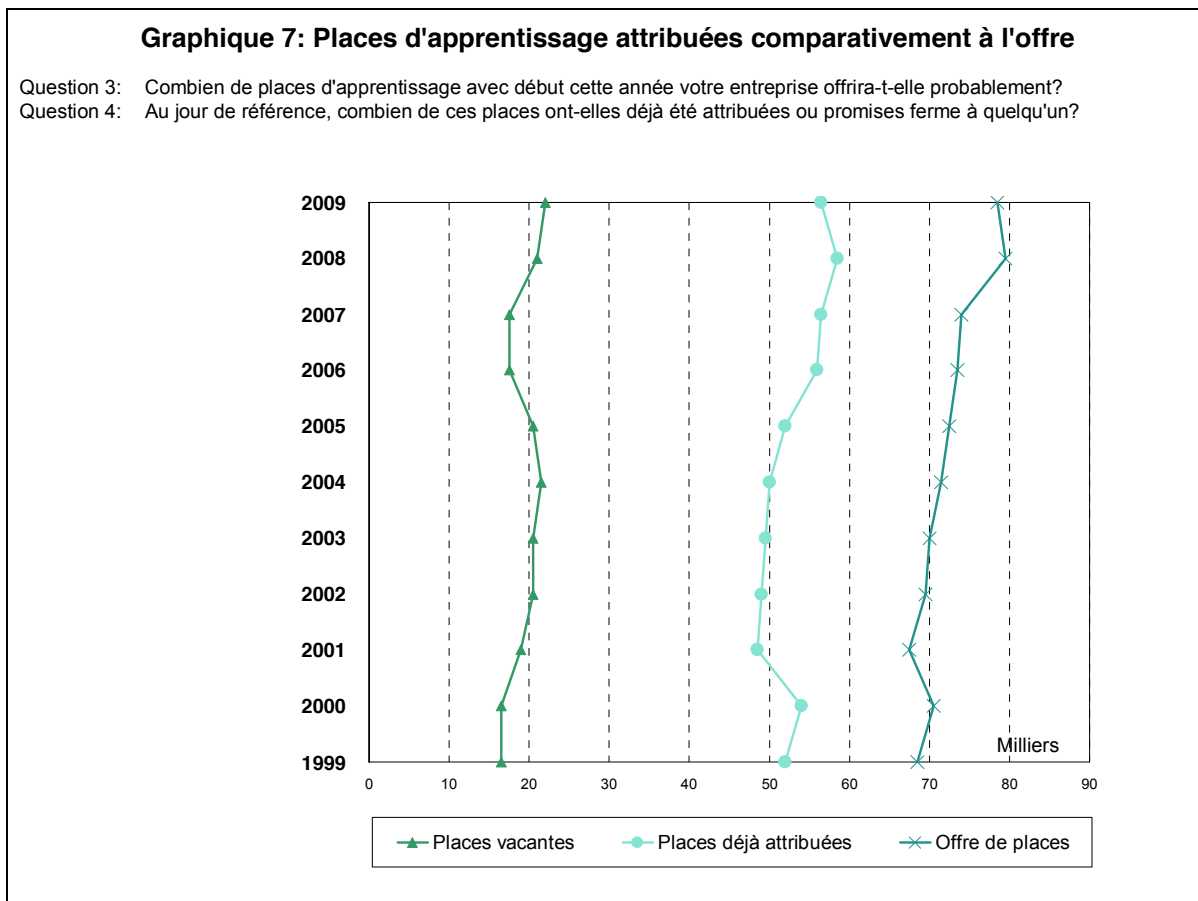 Graphique 7: Places d'apprentissage attribuées comparativement à l'offre
Question 3: Combien de places d'apprentissage avec début cette année votre entreprise offrira-t-elle probablement?
Question 4: Au jour de référence, combien de ces places ont-elles déjà été attribuées ou promises ferme à quelqu'un?
2009
2008
2007
2006
2005
2004
2003
2002
2001
2000
1999
Milliers
0 10 20 30 40 50 60 70 80 90
Places vacantes Places déjà attribuées Offre de places